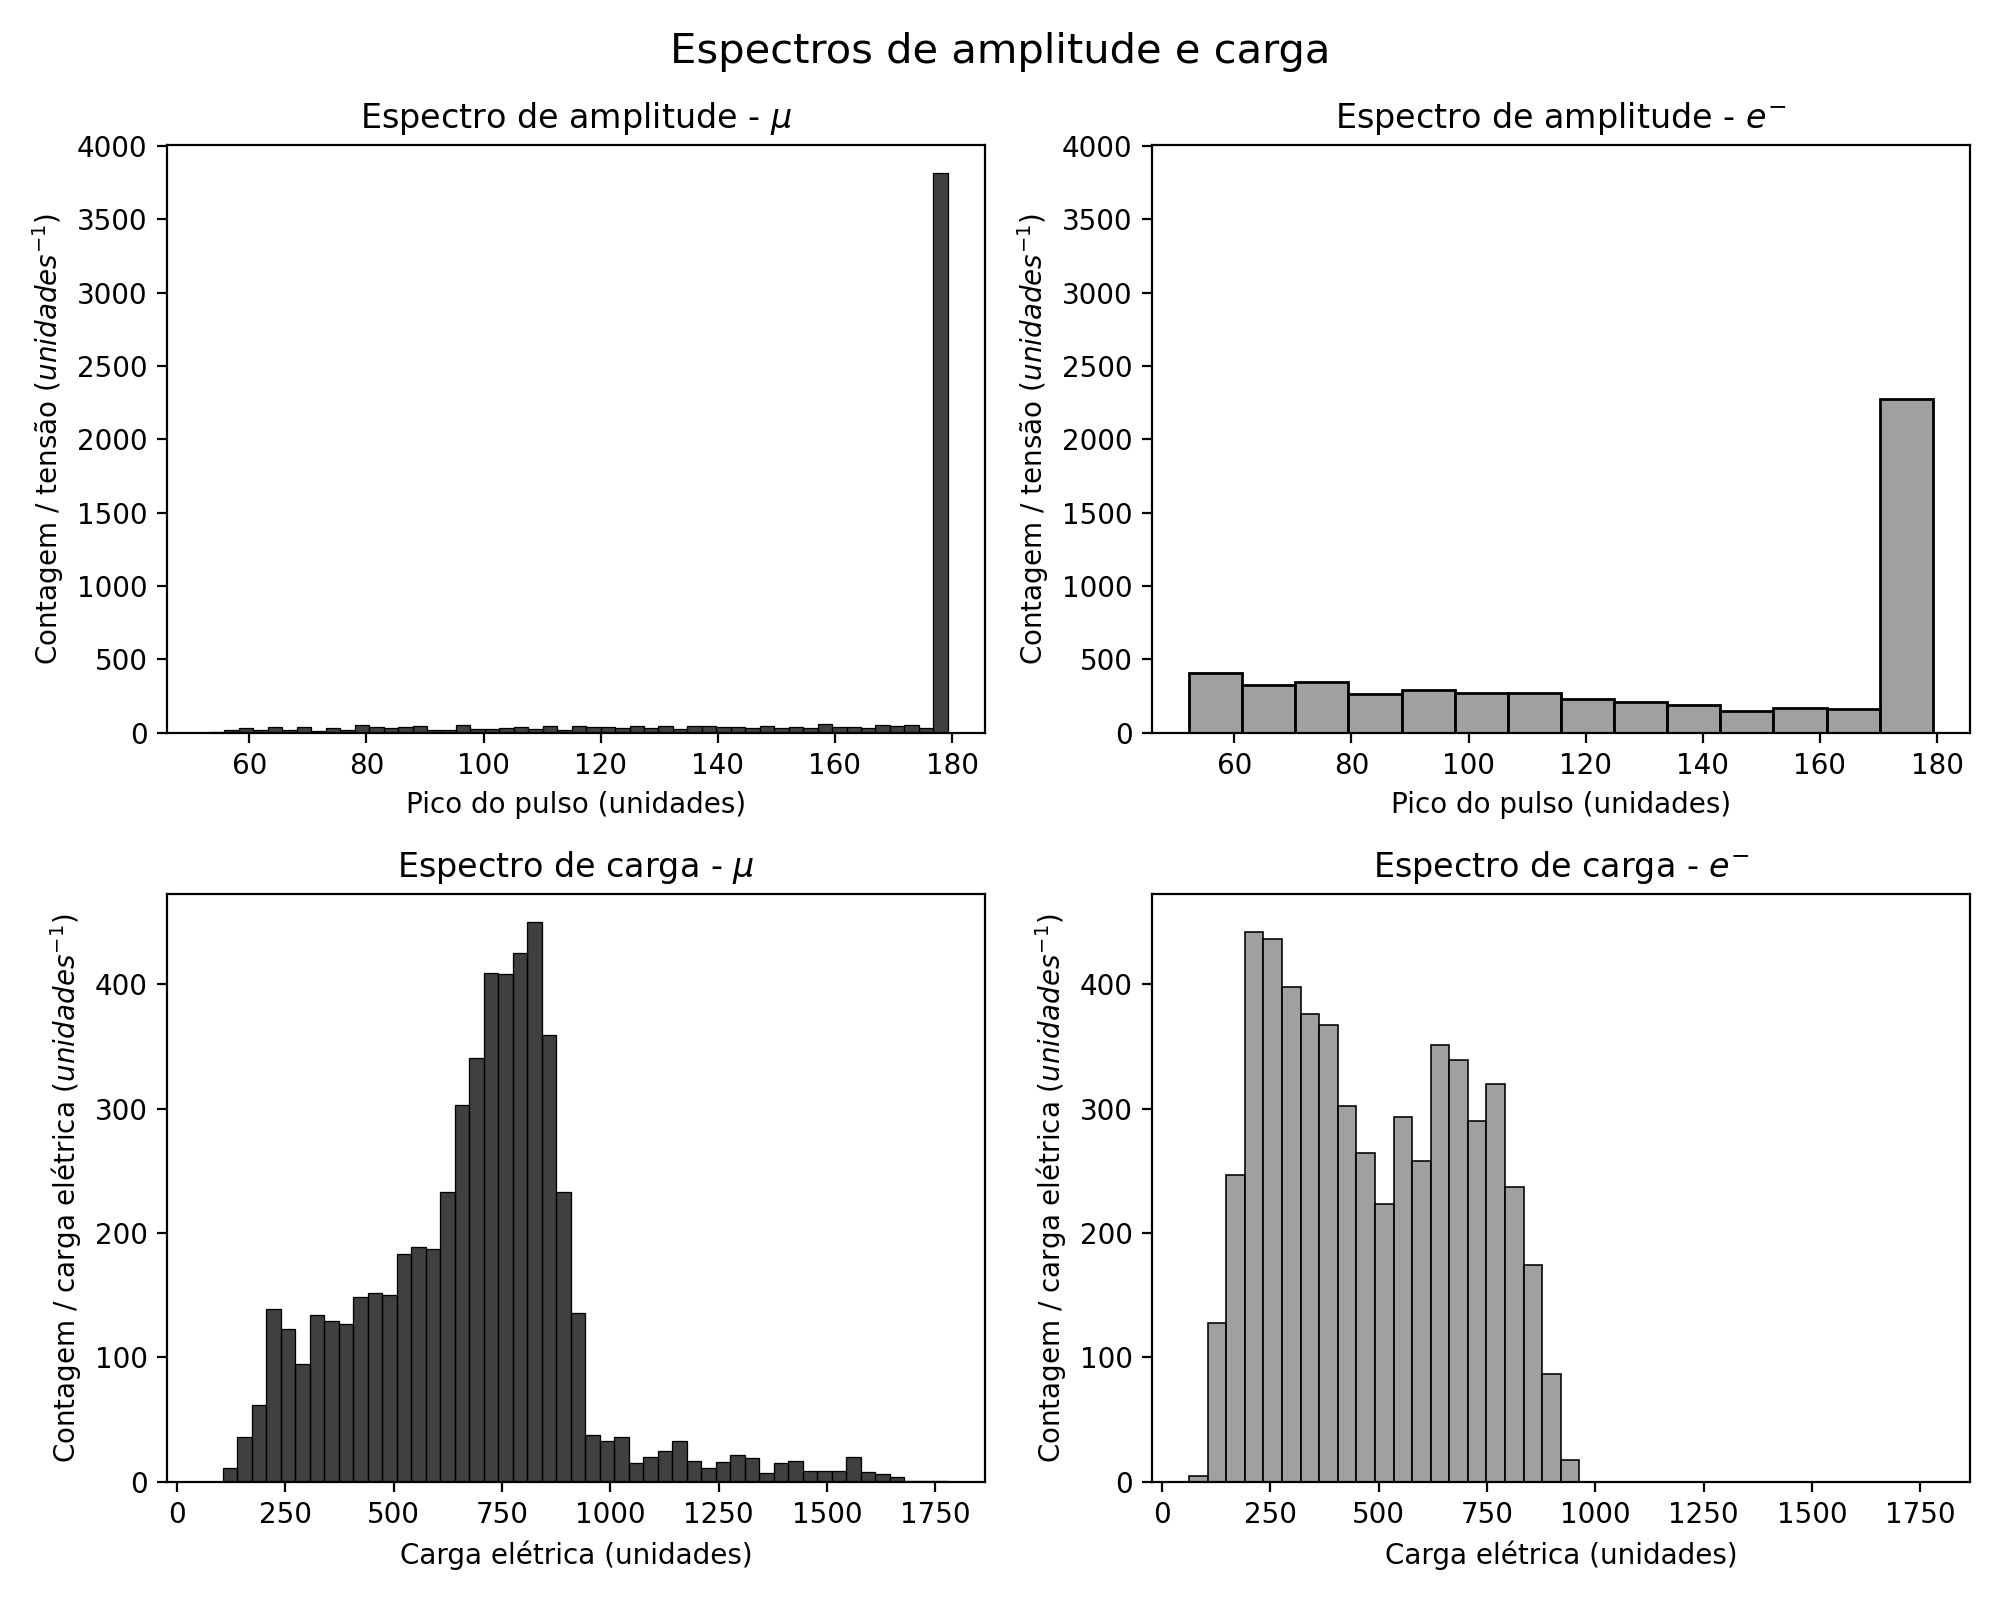 Espectros de amplitude e carga
Espectro de amplitude - μ
Contagem / tensão (unidades⁻¹)
4000
3500
3000
2500
2000
1500
1000
500
0
60 80 100 120 140 160 180
Pico do pulso (unidades)
Espectro de amplitude - e⁻
Contagem / tensão (unidades⁻¹)
4000
3500
3000
2500
2000
1500
1000
500
0
60 80 100 120 140 160 180
Pico do pulso (unidades)
Espectro de carga - μ
Contagem / carga elétrica (unidades⁻¹)
400
300
200
100
0
0 250 500 750 1000 1250 1500 1750
Carga elétrica (unidades)
Espectro de carga - e⁻
Contagem / carga elétrica (unidades⁻¹)
400
300
200
100
0
0 250 500 750 1000 1250 1500 1750
Carga elétrica (unidades)